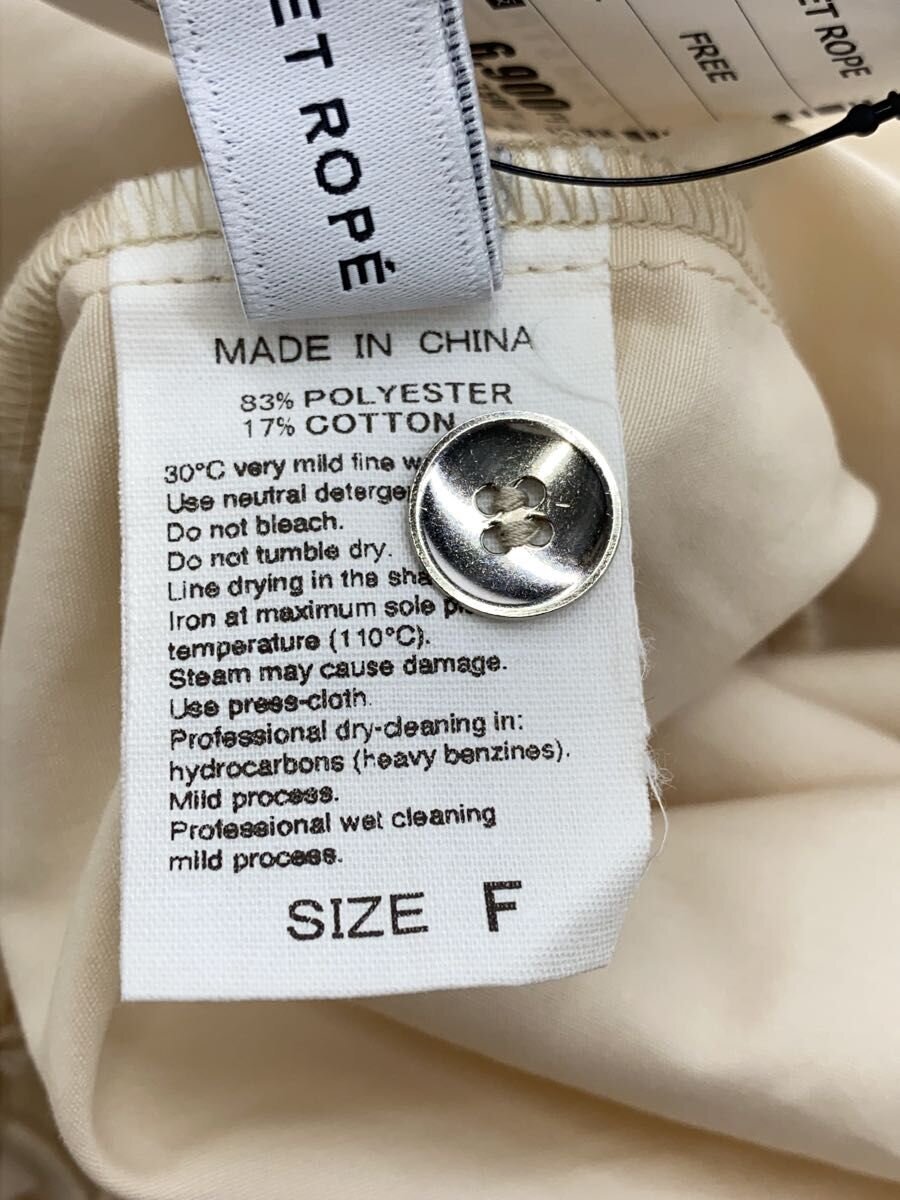 ET ROPÉ
6,900
FREE
ET ROPE
MADE IN CHINA
83% POLYESTER
17% COTTON
30°C very mild fine
Use neutral
Do not bleach.
Do not tumble dry.
Line drying in the
Iron at maximum sole
temperature (110°C).
Steam may cause damage.
Use press-cloth.
Professional dry-cleaning in:
hydrocarbons (heavy benzines).
Mild process.
Professional wet cleaning
mild process.
SIZE F